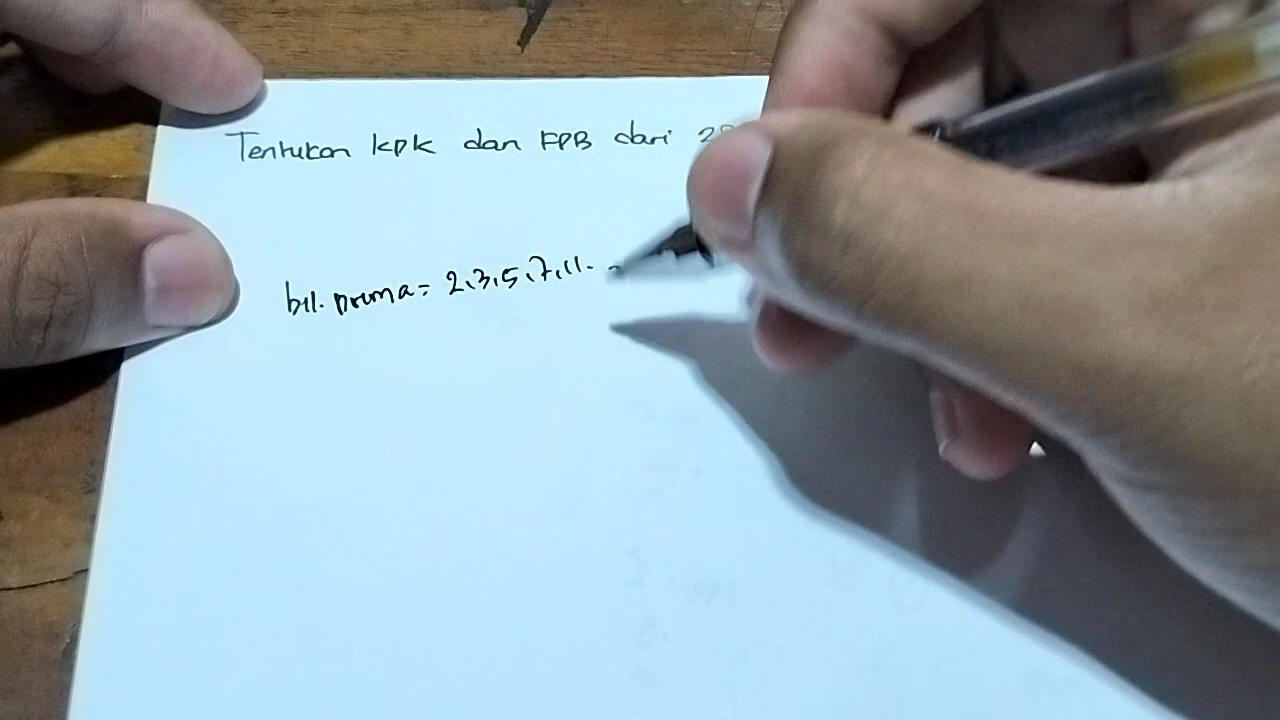 Tentukan KPK dan FPB dari
bil. prima = 2,3,5,7,11.